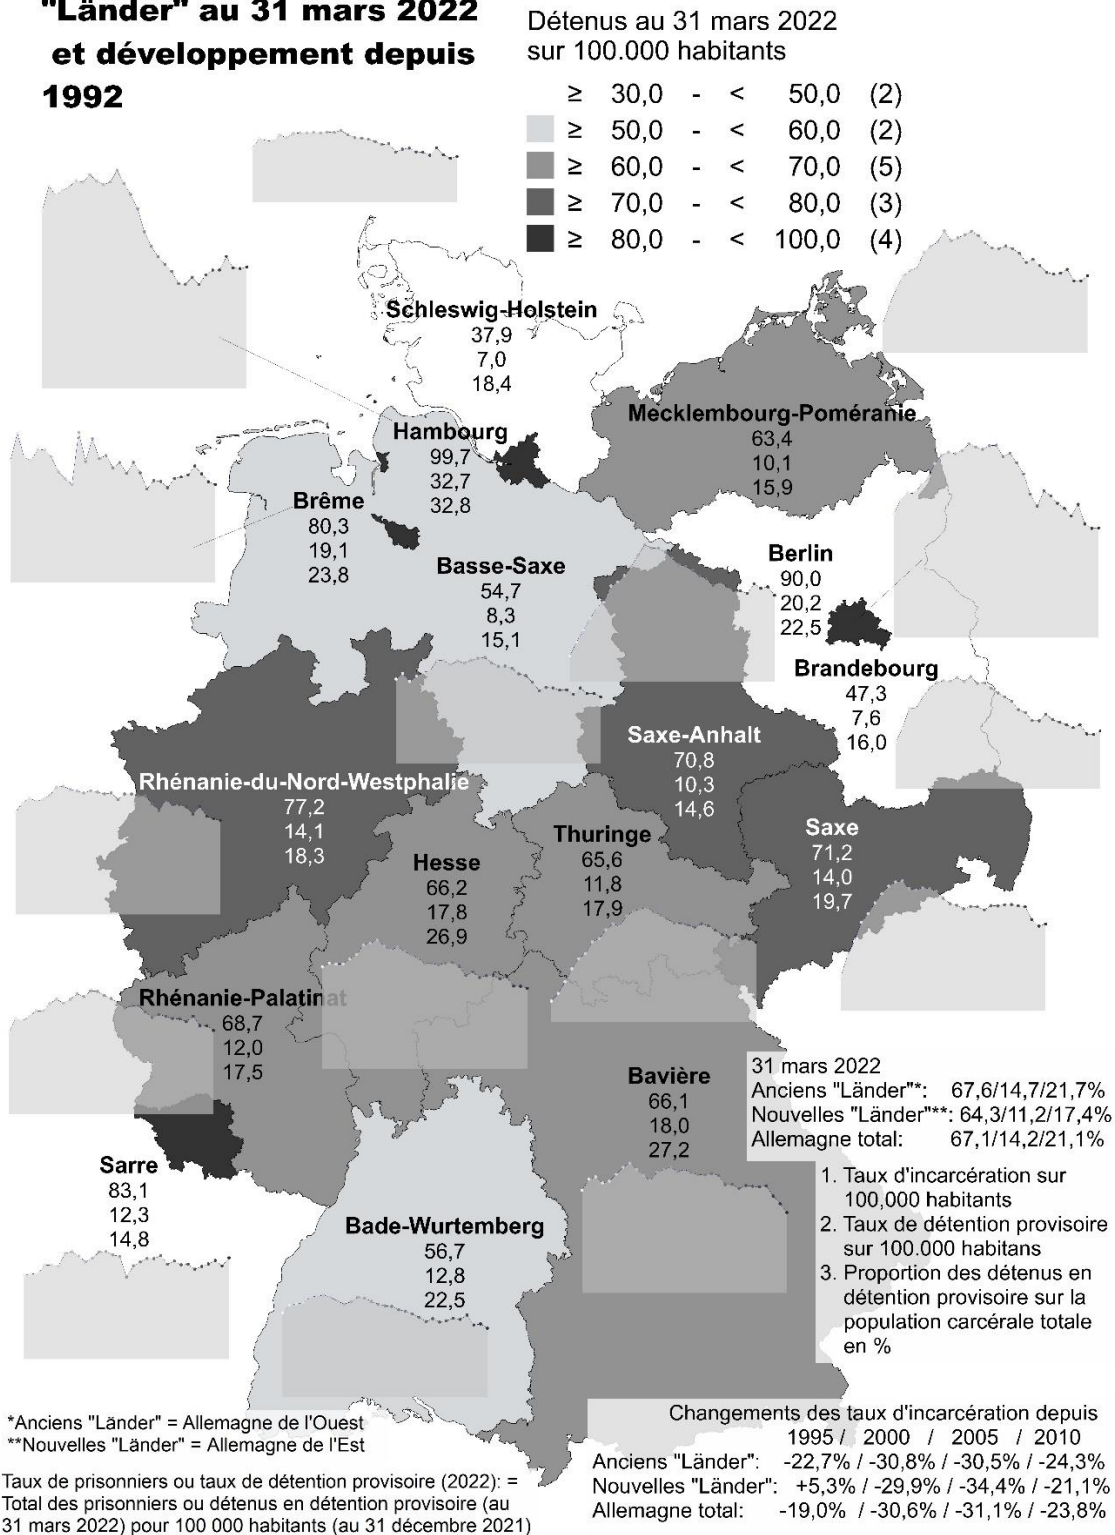 "Länder" au 31 mars 2022
et développement depuis
1992
Détenus au 31 mars 2022
sur 100.000 habitants
≥ 30,0 - < 50,0 (2)
≥ 50,0 - < 60,0 (2)
≥ 60,0 - < 70,0 (5)
≥ 70,0 - < 80,0 (3)
≥ 80,0 - < 100,0 (4)
Schleswig-Holstein
37,9
7,0
18,4
Mecklembourg-Poméranie
63,4
10,1
15,9
Hambourg
99,7
32,7
32,8
Brême
80,3
19,1
23,8
Basse-Saxe
54,7
8,3
15,1
Berlin
90,0
20,2
22,5
Brandebourg
47,3
7,6
16,0
Saxe-Anhalt
70,8
10,3
14,6
Rhénanie-du-Nord-Westphalie
77,2
14,1
18,3
Hesse
66,2
17,8
26,9
Thuringe
65,6
11,8
17,9
Saxe
71,2
14,0
19,7
Rhénanie-Palatinat
68,7
12,0
17,5
Bavière
66,1
18,0
27,2
Sarre
83,1
12,3
14,8
Bade-Wurtemberg
56,7
12,8
22,5
31 mars 2022
Anciens "Länder"*: 67,6/14,7/21,7%
Nouvelles "Länder"**: 64,3/11,2/17,4%
Allemagne total: 67,1/14,2/21,1%
1. Taux d'incarcération sur
100,000 habitants
2. Taux de détention provisoire
sur 100.000 habitans
3. Proportion des détenus en
détention provisoire sur la
population carcérale totale
en %
*Anciens "Länder" = Allemagne de l'Ouest
**Nouvelles "Länder" = Allemagne de l'Est
Taux de prisonniers ou taux de détention provisoire (2022): =
Total des prisonniers ou détenus en détention provisoire (au
31 mars 2022) pour 100 000 habitants (au 31 décembre 2021)
Changements des taux d'incarcération depuis
1995 / 2000 / 2005 / 2010
Anciens "Länder": -22,7% / -30,8% / -30,5% / -24,3%
Nouvelles "Länder": +5,3% / -29,9% / -34,4% / -21,1%
Allemagne total: -19,0% / -30,6% / -31,1% / -23,8%